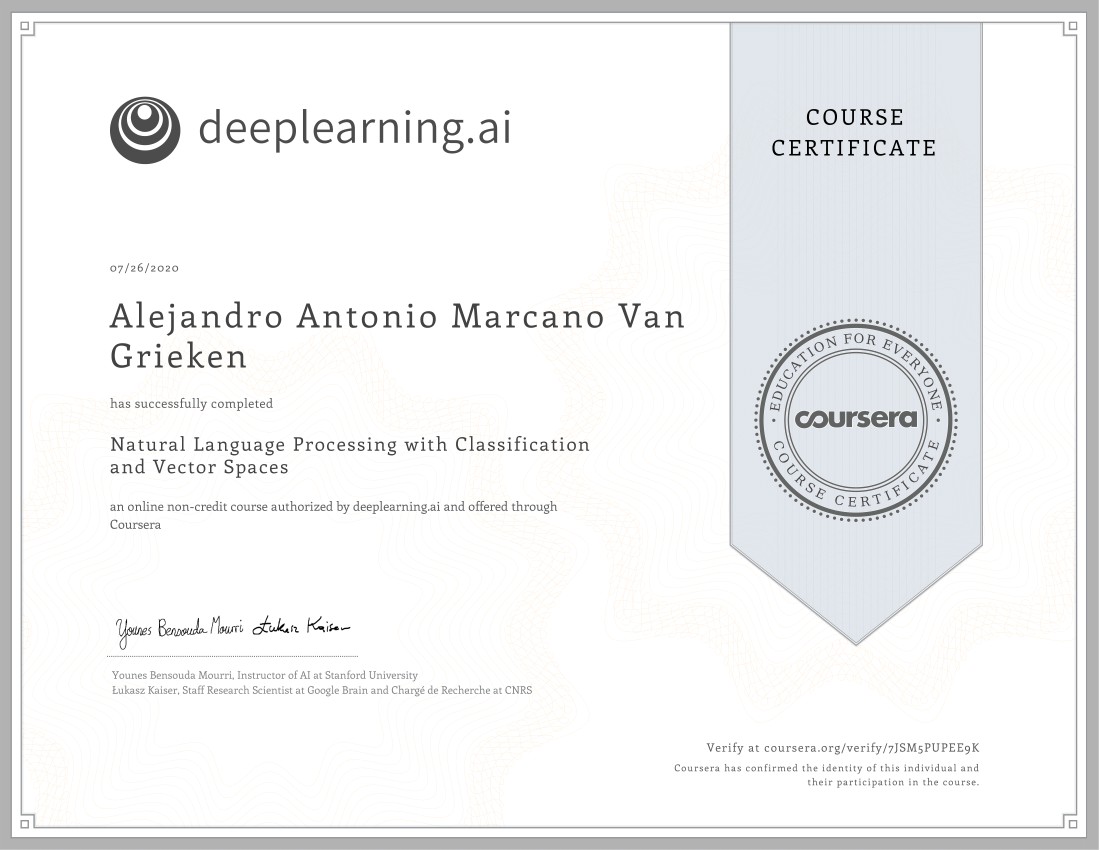 deeplearning.ai
COURSE
CERTIFICATE
07/26/2020
Alejandro Antonio Marcano Van
Grieken
has successfully completed
Natural Language Processing with Classification
and Vector Spaces
an online non-credit course authorized by deeplearning.ai and offered through
Coursera
EDUCATION FOR EVERYONE
coursera
COURSE CERTIFICATE
Younes Bensouda Mourri Łukasz Kaiser
Younes Bensouda Mourri, Instructor of AI at Stanford University
Łukasz Kaiser, Staff Research Scientist at Google Brain and Chargé de Recherche at CNRS
Verify at coursera.org/verify/7JSM5PUPEE9K
Coursera has confirmed the identity of this individual and
their participation in the course.